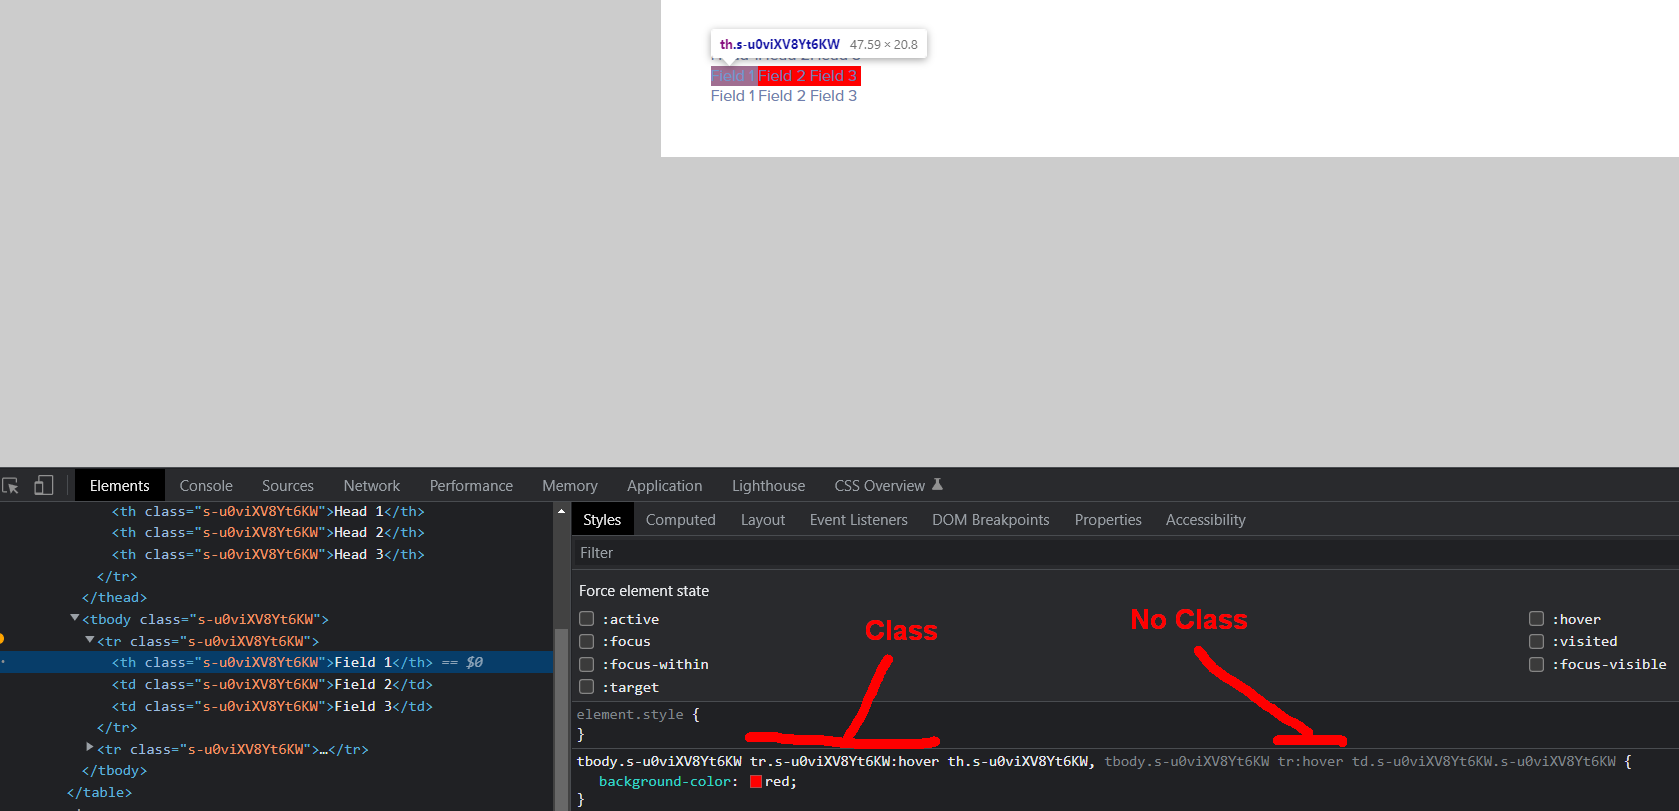 th.s-u0viXV8Yt6KW 47.59 × 20.8
Field 1 Field 2 Field 3
Field 1 Field 2 Field 3
Elements Console Sources Network Performance Memory Application Lighthouse CSS Overview
<th class="s-u0viXV8Yt6KW">Head 1</th>
<th class="s-u0viXV8Yt6KW">Head 2</th>
<th class="s-u0viXV8Yt6KW">Head 3</th>
</tr>
</thead>
<tbody class="s-u0viXV8Yt6KW">
<tr class="s-u0viXV8Yt6KW">
<th class="s-u0viXV8Yt6KW">Field 1</th> == $0
<td class="s-u0viXV8Yt6KW">Field 2</td>
<td class="s-u0viXV8Yt6KW">Field 3</td>
</tr>
<tr class="s-u0viXV8Yt6KW">…</tr>
</tbody>
</table>
Styles Computed Layout Event Listeners DOM Breakpoints Properties Accessibility
Filter
Force element state
:active
:focus
:focus-within
:target
:hover
:visited
:focus-visible
Class
No Class
element.style {
}
tbody.s-u0viXV8Yt6KW tr.s-u0viXV8Yt6KW:hover th.s-u0viXV8Yt6KW, tbody.s-u0viXV8Yt6KW tr:hover td.s-u0viXV8Yt6KW.s-u0viXV8Yt6KW {
background-color: red;
}